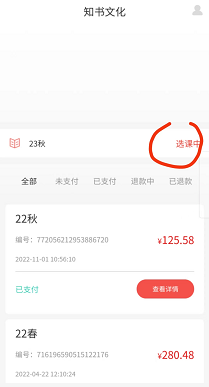 知书文化
23秋 选课中
全部 未支付 已支付 退款中 已退款
22秋
编号：772056212953886720 ¥125.58
2022-11-01 10:56:10
已支付 查看详情
22春
编号：716196590515122176 ¥280.48
2022-04-22 12:10:24